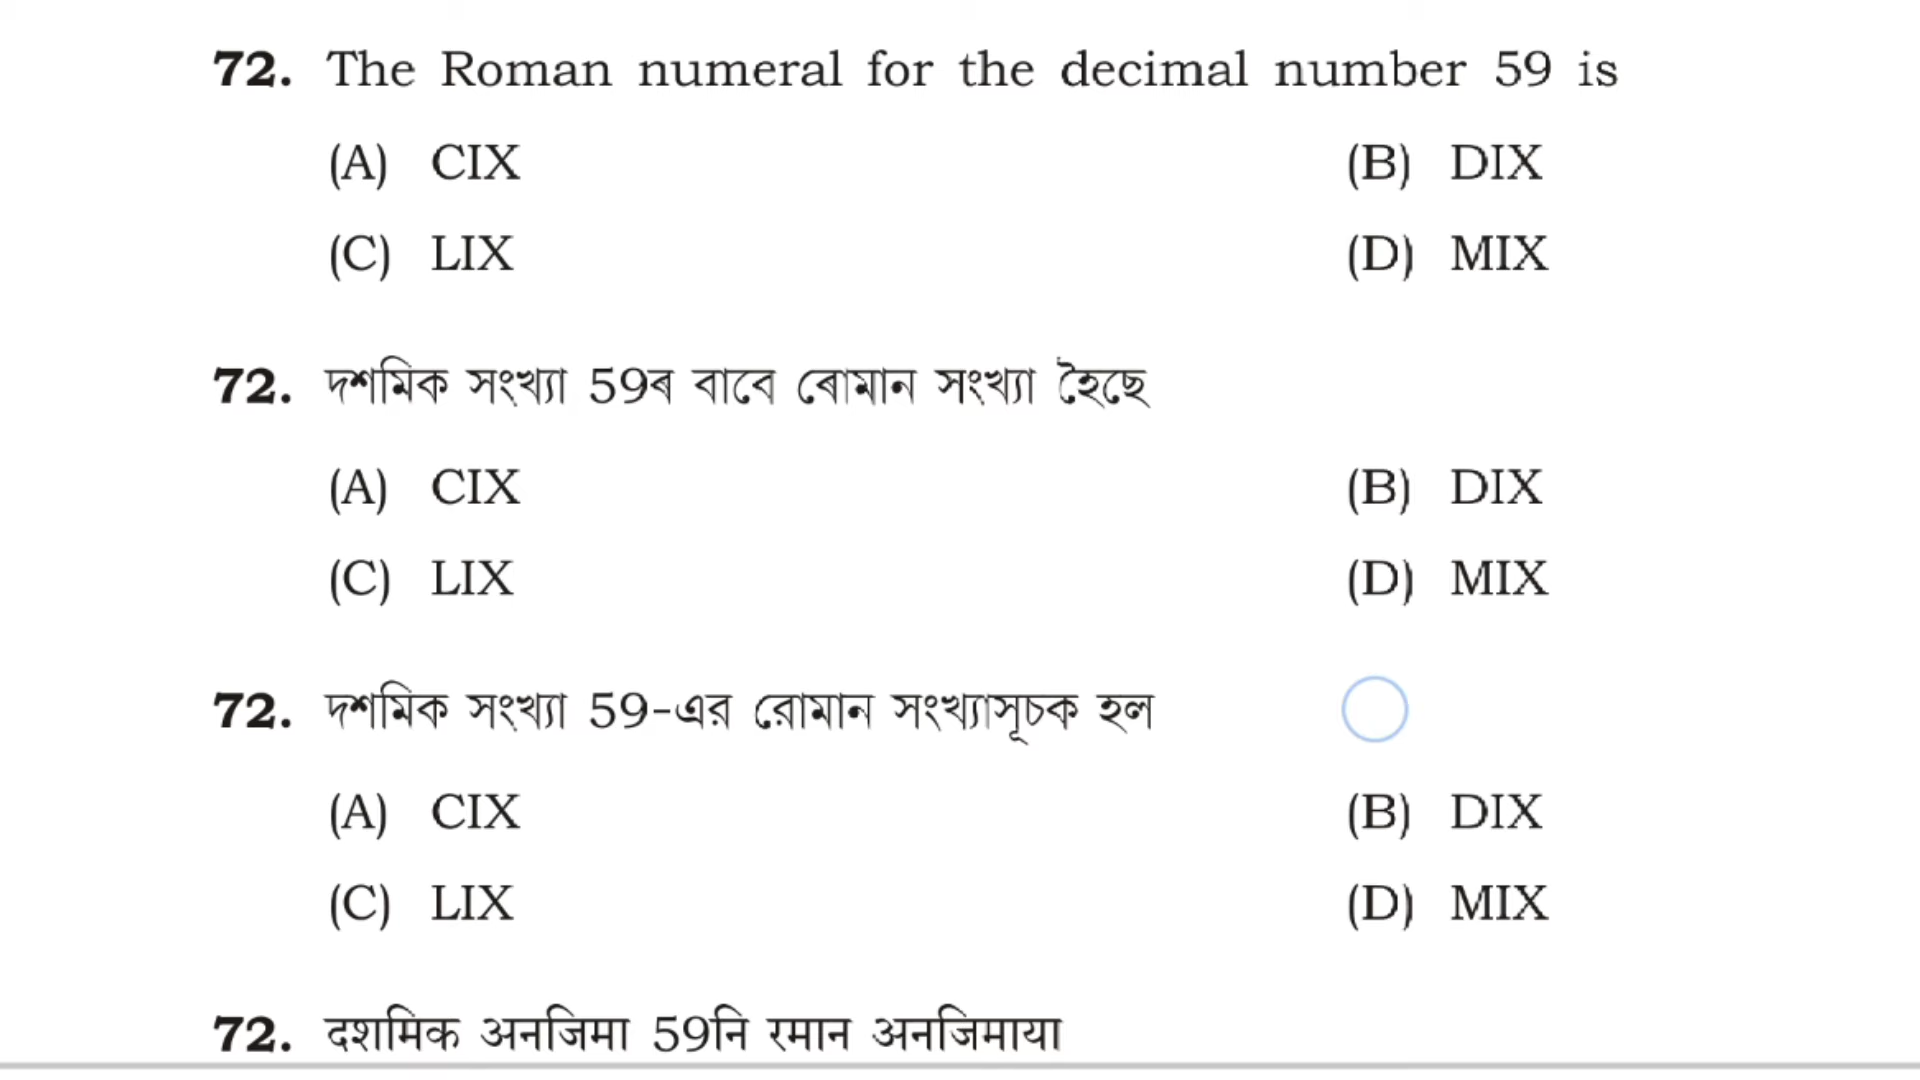 72. The Roman numeral for the decimal number 59 is
(A) CIX (B) DIX
(C) LIX (D) MIX
72. দশমিক সংখ্যা 59ৰ বাবে ৰোমান সংখ্যা হৈছে
(A) CIX (B) DIX
(C) LIX (D) MIX
72. দশমিক সংখ্যা 59-এর রোমান সংখ্যাসূচক হল
(A) CIX (B) DIX
(C) LIX (D) MIX
72. दशमिक अनजिमा 59नि रमान अनजिमाया